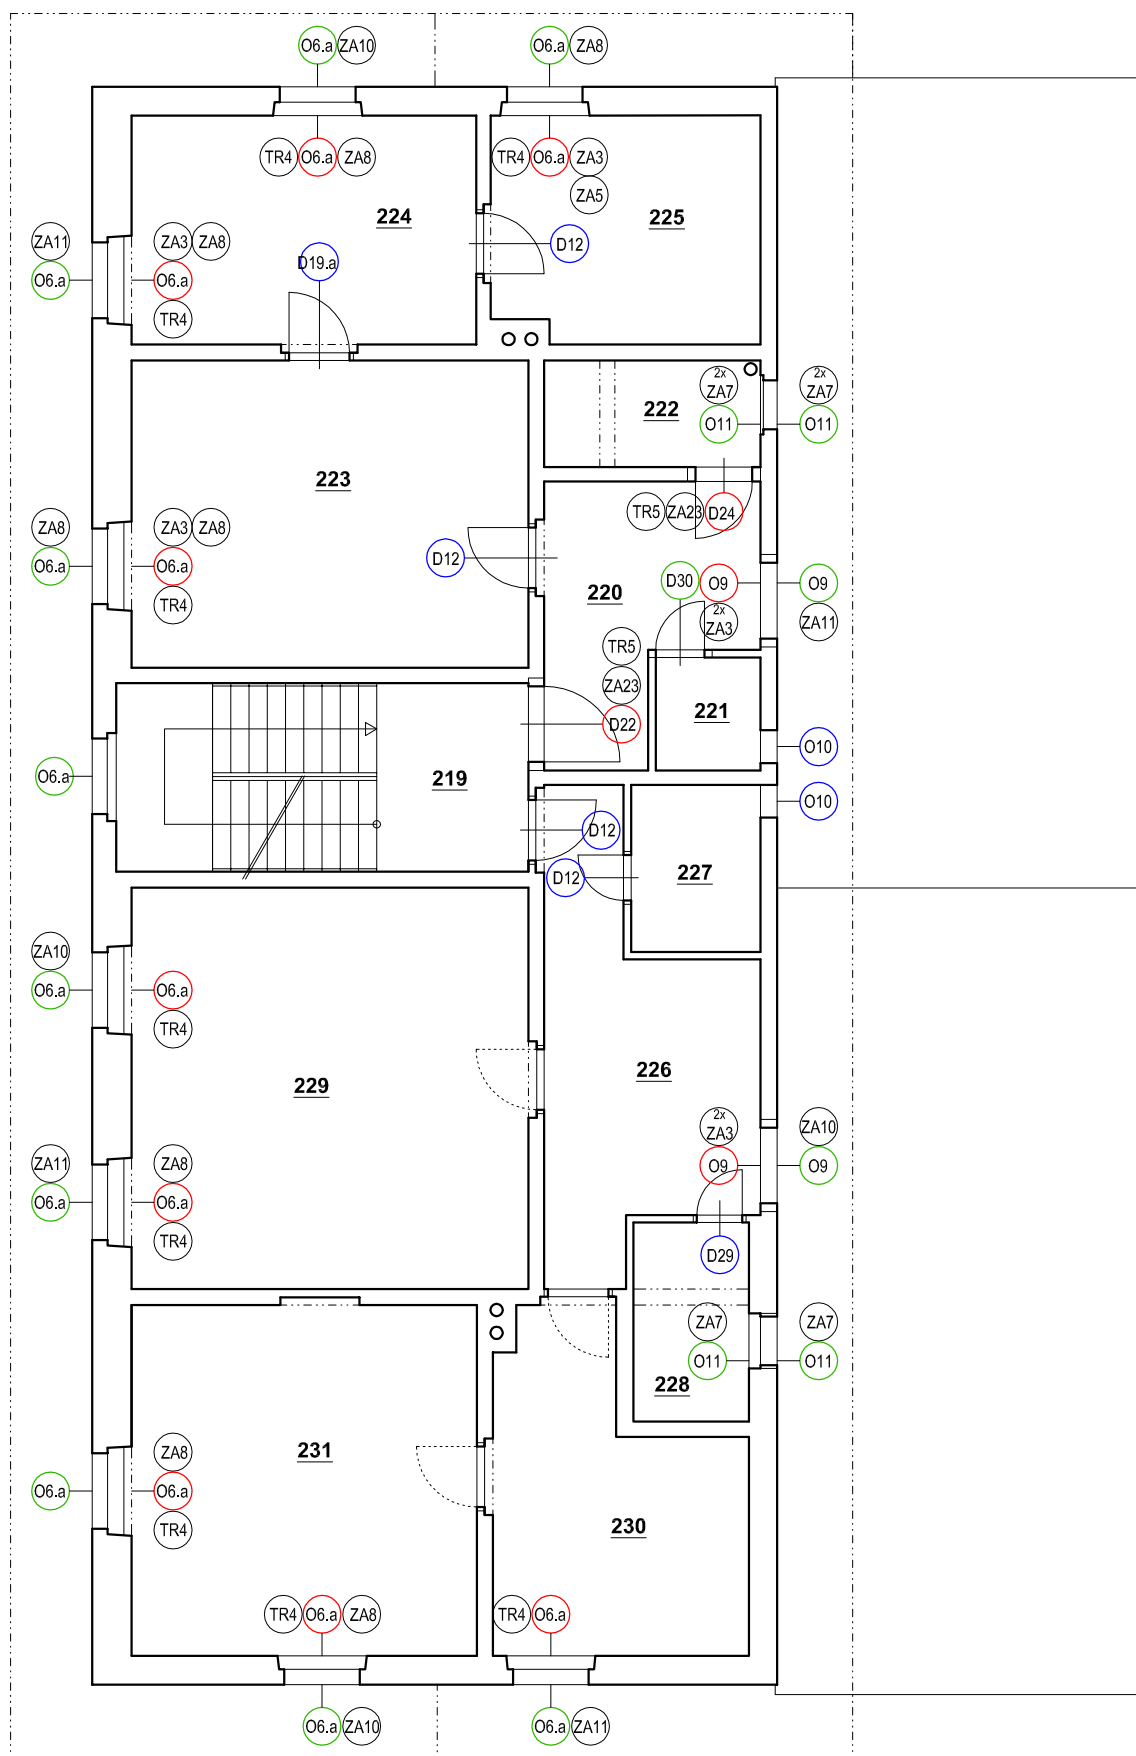 O6.a ZA10 O6.a ZA8
TR4 O6.a ZA8 TR4 O6.a ZA3
ZA5
224 225
ZA11 ZA3 ZA8 D12
D19.a
O6.a O6.a
TR4
2x 2x
ZA7 ZA7
222 O11 O11
223
TR5 ZA23 D24
ZA8 ZA3 ZA8
D12
O6.a O6.a D30 O9 O9
220
TR4 2x
ZA3 ZA11
TR5
ZA23
221
D22
O10
O6.a 219
O10
D12
227
D12
ZA10
O6.a O6.a
TR4
226
229
2x
ZA3 ZA10
ZA11 ZA8 O9 O9
O6.a O6.a
TR4 D29
ZA7 ZA7
O11 O11
228
231
ZA8
O6.a O6.a
TR4 230
TR4 O6.a ZA8 TR4 O6.a
O6.a ZA10 O6.a ZA11